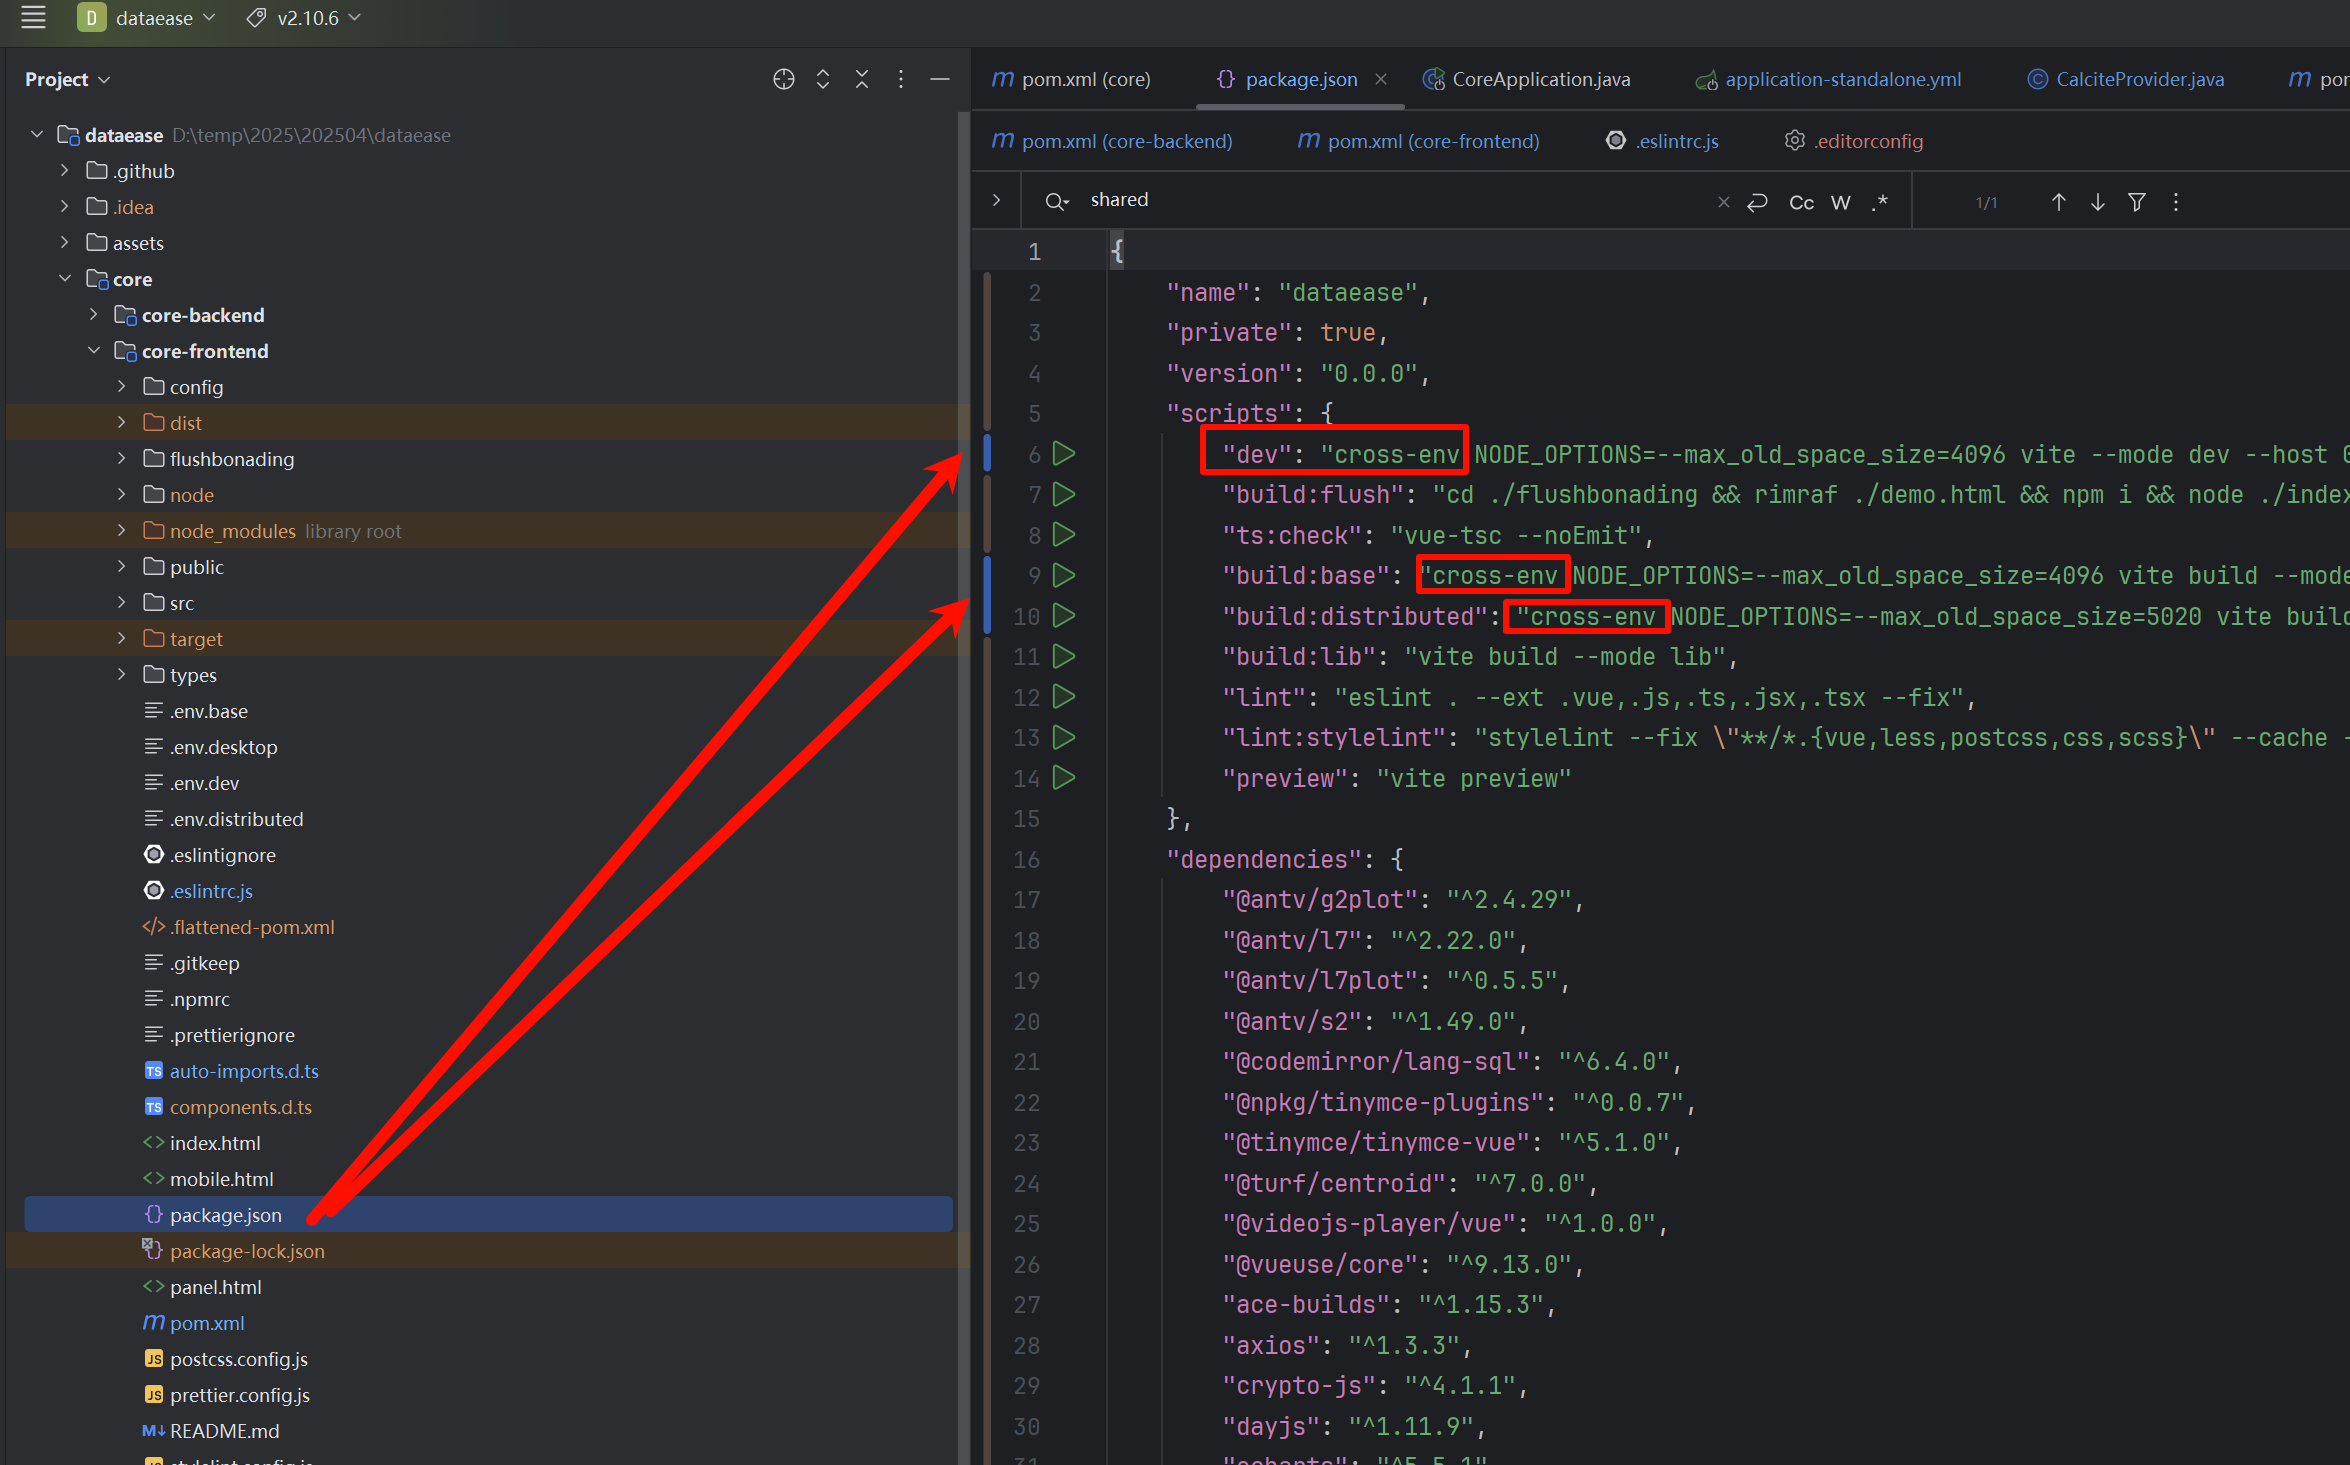 D dataease v2.10.6
Project
dataease D:\temp\2025\202504\dataease
.github
.idea
assets
core
core-backend
core-frontend
config
dist
flushbonading
node
node_modules library root
public
src
target
types
.env.base
.env.desktop
.env.dev
.env.distributed
.eslintignore
.eslintrc.js
.flattened-pom.xml
.gitkeep
.npmrc
.prettierignore
auto-imports.d.ts
components.d.ts
index.html
mobile.html
package.json
package-lock.json
panel.html
pom.xml
postcss.config.js
prettier.config.js
README.md
stylelint.config.js
pom.xml (core) package.json CoreApplication.java application-standalone.yml CalciteProvider.java
pom.xml (core-backend) pom.xml (core-frontend) .eslintrc.js .editorconfig
shared Cc W .* 1/1
1 {
2 "name": "dataease",
3 "private": true,
4 "version": "0.0.0",
5 "scripts": {
6 "dev": "cross-env NODE_OPTIONS=--max_old_space_size=4096 vite --mode dev --host
7 "build:flush": "cd ./flushbonading && rimraf ./demo.html && npm i && node ./index
8 "ts:check": "vue-tsc --noEmit",
9 "build:base": "cross-env NODE_OPTIONS=--max_old_space_size=4096 vite build --mode
10 "build:distributed": "cross-env NODE_OPTIONS=--max_old_space_size=5020 vite build
11 "build:lib": "vite build --mode lib",
12 "lint": "eslint . --ext .vue,.js,.ts,.jsx,.tsx --fix",
13 "lint:stylelint": "stylelint --fix \"**/*.{vue,less,postcss,css,scss}\" --cache -
14 "preview": "vite preview"
15 },
16 "dependencies": {
17 "@antv/g2plot": "^2.4.29",
18 "@antv/l7": "^2.22.0",
19 "@antv/l7plot": "^0.5.5",
20 "@antv/s2": "^1.49.0",
21 "@codemirror/lang-sql": "^6.4.0",
22 "@npkg/tinymce-plugins": "^0.0.7",
23 "@tinymce/tinymce-vue": "^5.1.0",
24 "@turf/centroid": "^7.0.0",
25 "@videojs-player/vue": "^1.0.0",
26 "@vueuse/core": "^9.13.0",
27 "ace-builds": "^1.15.3",
28 "axios": "^1.3.3",
29 "crypto-js": "^4.1.1",
30 "dayjs": "^1.11.9",
31 "echarts": "^5.5.1"